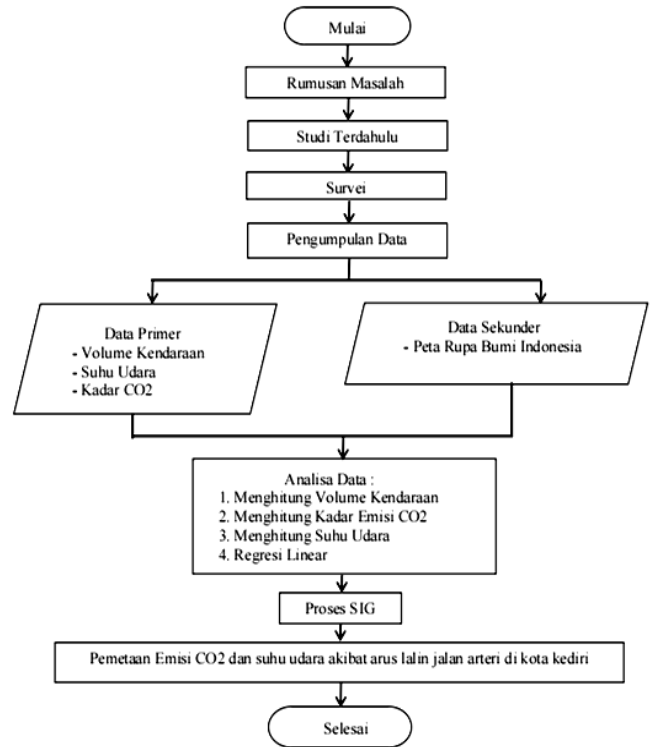 Mulai
Rumusan Masalah
Studi Terdahulu
Survei
Pengumpulan Data
Data Primer
- Volume Kendaraan
- Suhu Udara
- Kadar CO2
Data Sekunder
- Peta Rupa Bumi Indonesia
Analisa Data :
1. Menghitung Volume Kendaraan
2. Menghitung Kadar Emisi CO2
3. Menghitung Suhu Udara
4. Regresi Linear
Proses SIG
Pemetaan Emisi CO2 dan suhu udara akibat arus lalin jalan arteri di kota kediri
Selesai